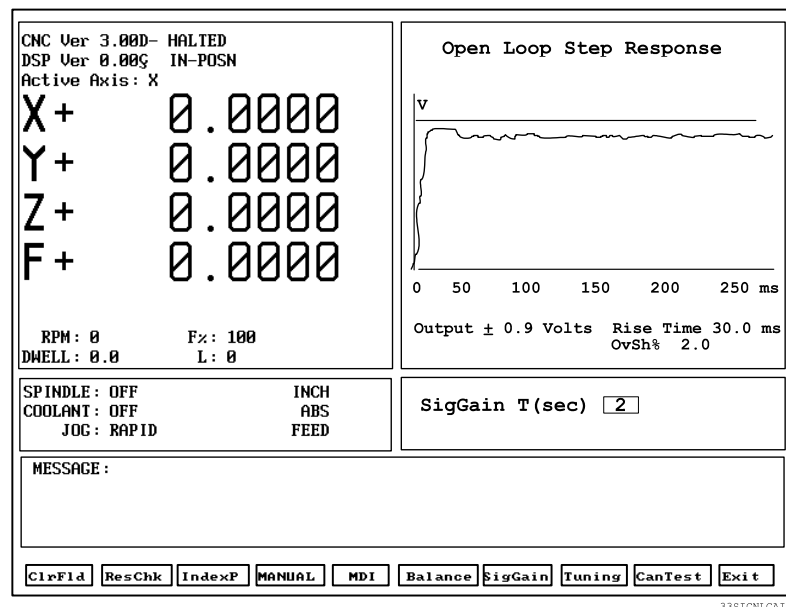 CNC Ver 3.00D- HALTED
DSP Ver 0.00Ç IN-POSN
Active Axis: X
X+ 0.0000
Y+ 0.0000
Z+ 0.0000
F+ 0.0000
RPM: 0 F%: 100
DWELL: 0.0 L: 0
Open Loop Step Response
V
0 50 100 150 200 250 ms
Output ± 0.9 Volts Rise Time 30.0 ms
OvSh% 2.0
SPINDLE: OFF INCH
COOLANT: OFF ABS
JOG: RAPID FEED
SigGain T(sec) 2
MESSAGE:
ClrFld ResChk IndexP MANUAL MDI Balance SigGain Tuning CanTest Exit